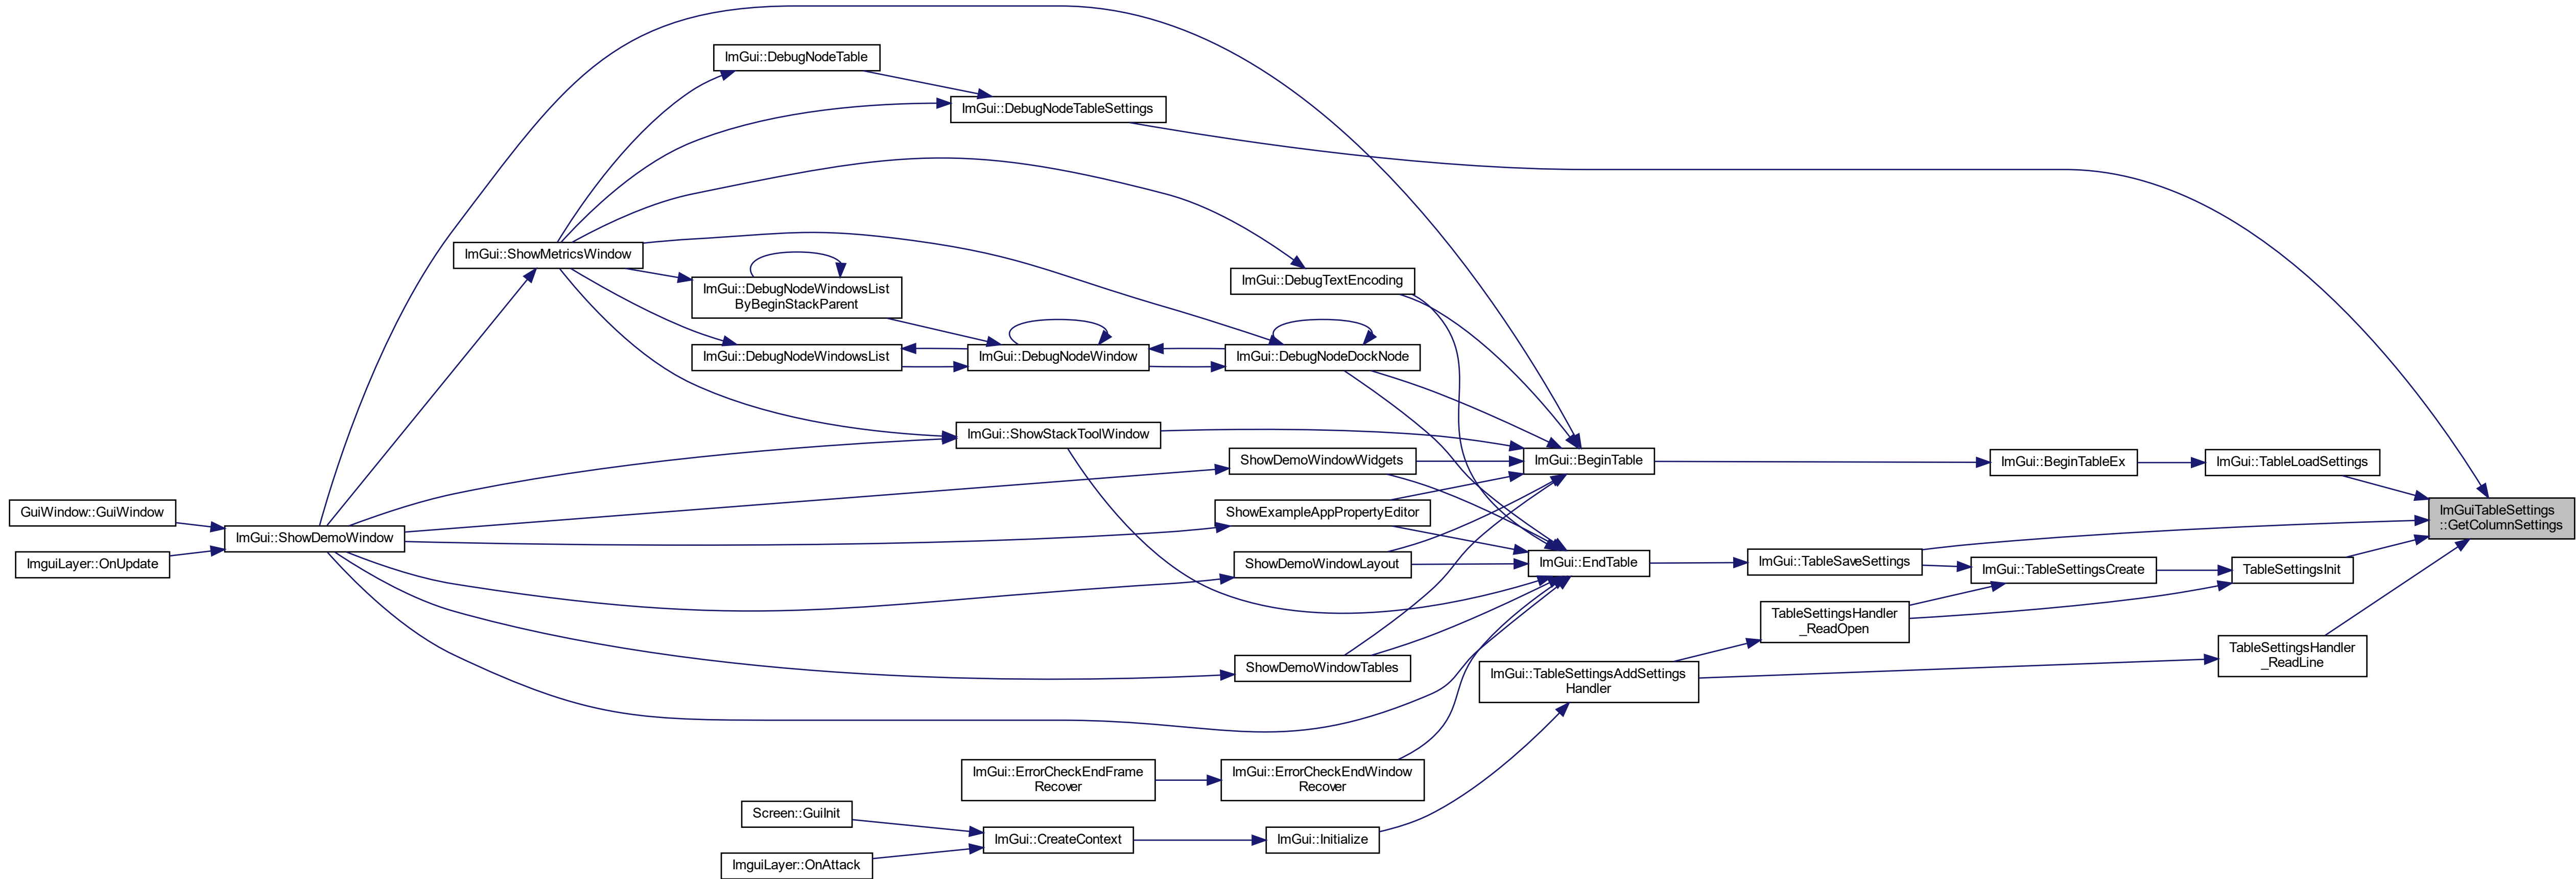 ImGui::DebugNodeTable
ImGui::DebugNodeTableSettings
ImGui::ShowMetricsWindow
ImGui::DebugTextEncoding
ImGui::DebugNodeWindowsList
ByBeginStackParent
ImGui::DebugNodeWindowsList
ImGui::DebugNodeWindow
ImGui::DebugNodeDockNode
ImGui::ShowStackToolWindow
ShowDemoWindowWidgets
ImGui::BeginTable
ImGui::BeginTableEx
ImGui::TableLoadSettings
GuiWindow::GuiWindow
ImGui::ShowDemoWindow
ImguiLayer::OnUpdate
ShowExampleAppPropertyEditor
ImGuiTableSettings
::GetColumnSettings
ShowDemoWindowLayout
ImGui::EndTable
ImGui::TableSaveSettings
ImGui::TableSettingsCreate
TableSettingsInit
TableSettingsHandler
_ReadOpen
TableSettingsHandler
_ReadLine
ShowDemoWindowTables
ImGui::TableSettingsAddSettings
Handler
ImGui::ErrorCheckEndFrame
Recover
ImGui::ErrorCheckEndWindow
Recover
Screen::GuiInit
ImGui::CreateContext
ImGui::Initialize
ImguiLayer::OnAttack